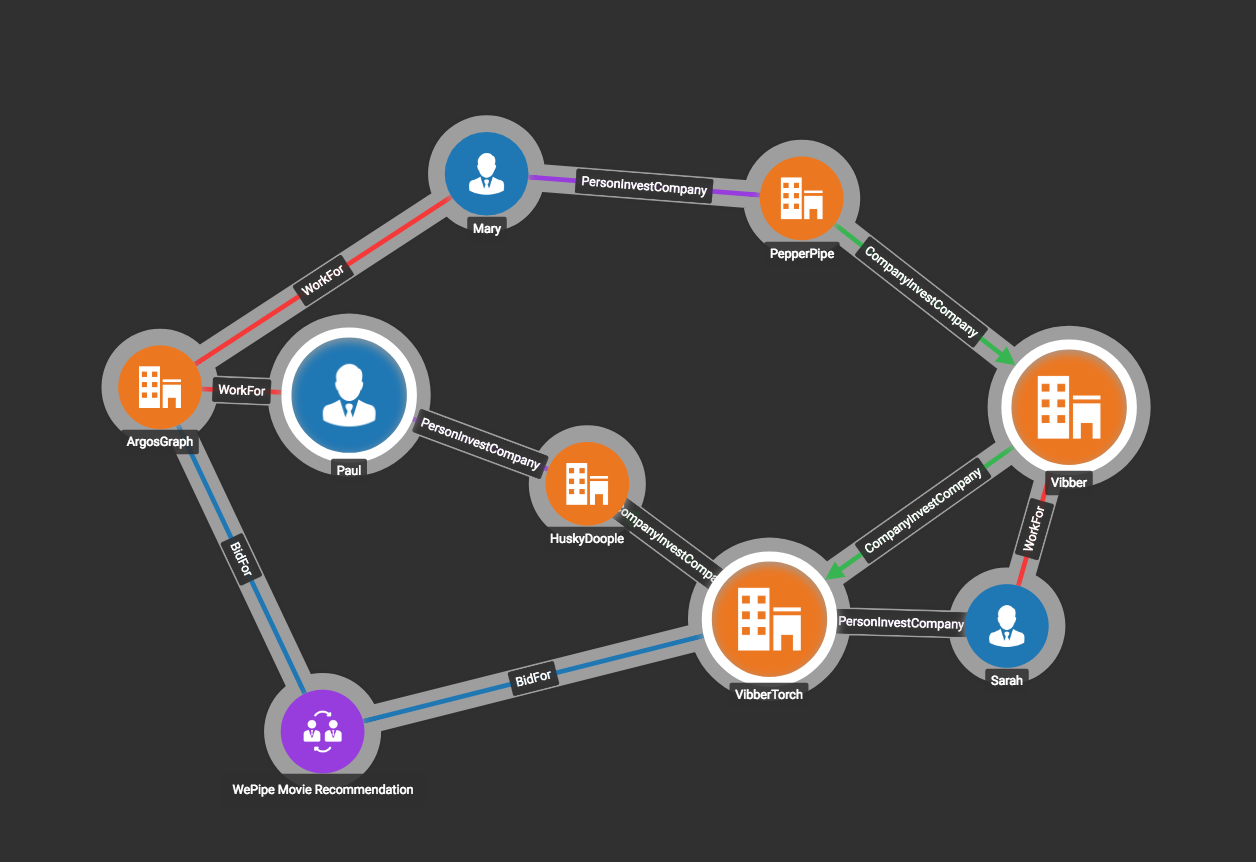 PersonInvestCompany
Mary
PepperPipe
CompanyInvestCompany
WorkFor
WorkFor
ArgosGraph
PersonInvestCompany
Paul
Vibber
CompanyInvestCompany
HuskyDoople
WorkFor
BidFor
PersonInvestCompany
BidFor
Sarah
VibberTorch
WePipe Movie Recommendation